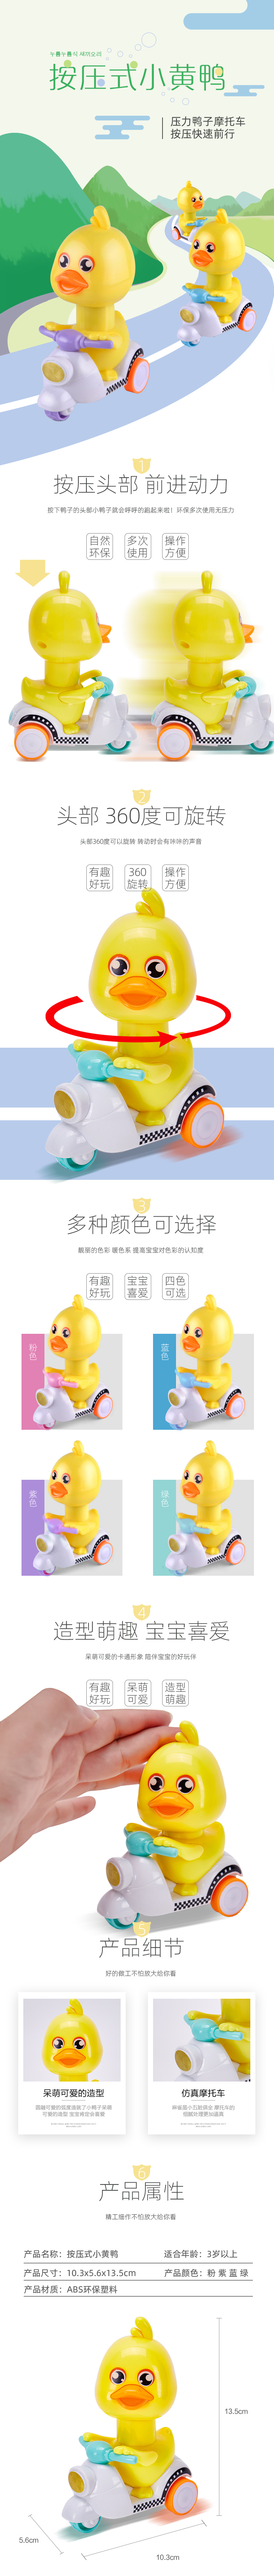 按压式小黄鸭
压力鸭子摩托车
按压快速前行
1
按压头部 前进动力
按下鸭子的头部小鸭子就会呼呼的跑起来啦！环保多次使用无压力
自然环保
多次使用
操作方便
2
头部 360度可旋转
头部360度可以旋转 转动时会有咔咔的声音
有趣好玩
360旋转
操作方便
3
多种颜色可选择
靓丽的色彩 暖色系 提高宝宝对色彩的认知度
有趣好玩
宝宝喜爱
四色可选
粉色
蓝色
紫色
绿色
4
造型萌趣 宝宝喜爱
呆萌可爱的卡通形象 陪伴宝宝的好玩伴
有趣好玩
呆萌可爱
造型萌趣
5
产品细节
好的做工不怕放大给你看
呆萌可爱的造型
仿真摩托车
6
产品属性
精工细作不怕放大给你看
产品名称：按压式小黄鸭
适合年龄：3岁以上
产品尺寸：10.3x5.6x13.5cm
产品颜色：粉 紫 蓝 绿
产品材质：ABS环保塑料
13.5cm
5.6cm
10.3cm